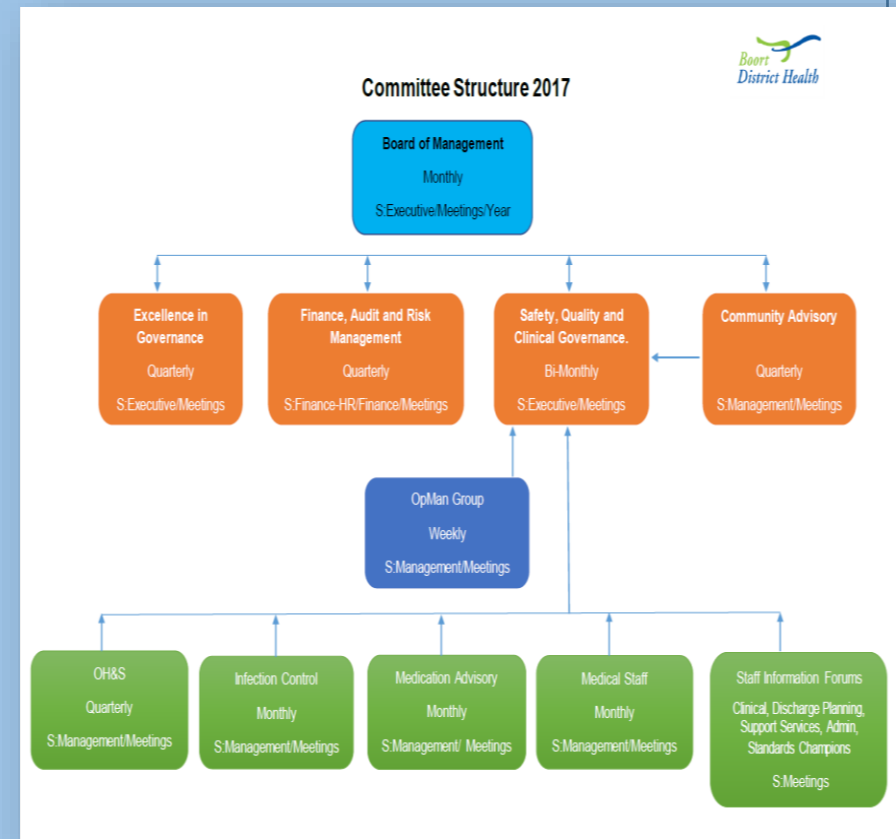 Boort
District Health
Committee Structure 2017
Board of Management
Monthly
S:Executive/Meetings/Year
Excellence in
Governance
Quarterly
S:Executive/Meetings
Finance, Audit and Risk
Management
Quarterly
S:Finance-HR/Finance/Meetings
Safety, Quality and
Clinical Governance.
Bi-Monthly
S:Executive/Meetings
Community Advisory
Quarterly
S:Management/Meetings
OpMan Group
Weekly
S:Management/Meetings
OH&S
Quarterly
S:Management/Meetings
Infection Control
Monthly
S:Management/Meetings
Medication Advisory
Monthly
S:Management/ Meetings
Medical Staff
Monthly
S:Management/Meetings
Staff Information Forums
Clinical, Discharge Planning,
Support Services, Admin,
Standards Champions
S:Meetings